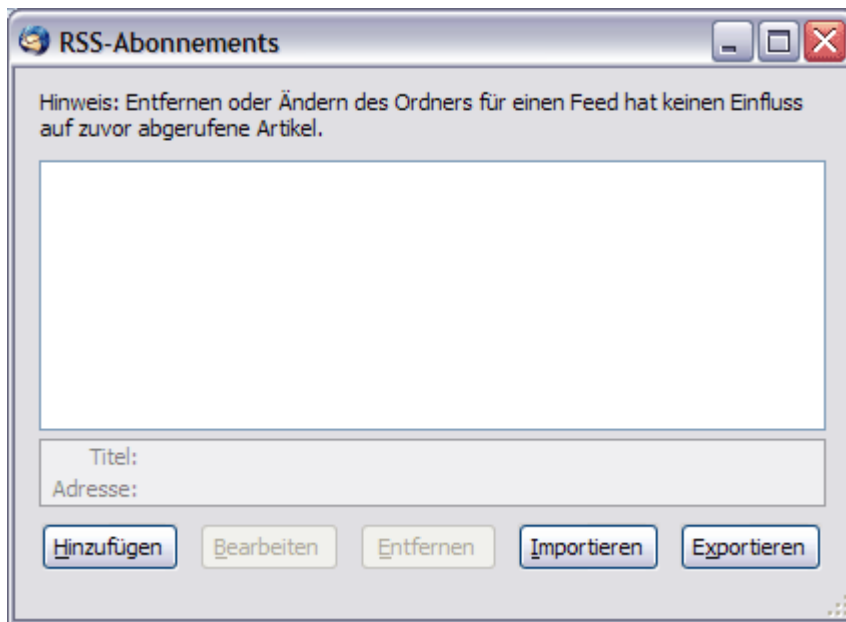 RSS-Abonnements
Hinweis: Entfernen oder Ändern des Ordners für einen Feed hat keinen Einfluss
auf zuvor abgerufene Artikel.
Titel:
Adresse:
Hinzufügen Bearbeiten Entfernen Importieren Exportieren